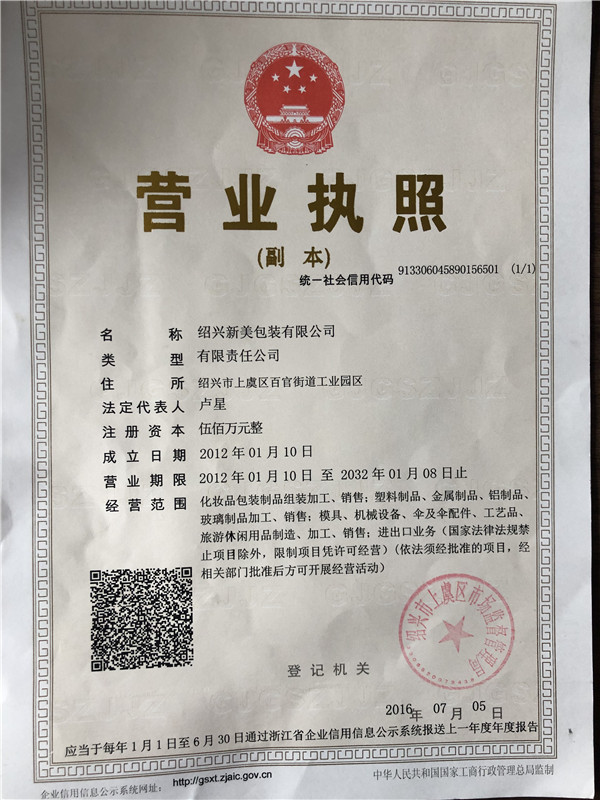 营业执照
(副 本)
统一社会信用代码 913306045890156501 (1/1)
名 称 绍兴新美包装有限公司
类 型 有限责任公司
住 所 绍兴市上虞区百官街道工业园区
法定代表人 卢星
注册资本 伍佰万元整
成立日期 2012年01月10日
营业期限 2012年01月10日 至 2032年01月08日止
经营范围 化妆品包装制品组装加工、销售；塑料制品、金属制品、铝制品、
玻璃制品加工、销售；模具、机械设备、伞及伞配件、工艺品、
旅游休闲用品制造、加工、销售；进出口业务（国家法律法规禁
止项目除外，限制项目凭许可经营）(依法须经批准的项目，经
相关部门批准后方可开展经营活动)
绍兴市上虞区市场监督管理局
登记机关
2016年 07月 05日
应当于每年1月1日至6月30日通过浙江省企业信用信息公示系统报送上一年度年度报告
企业信用信息公示系统网址： http://gsxt.zjaic.gov.cn 中华人民共和国国家工商行政管理总局监制